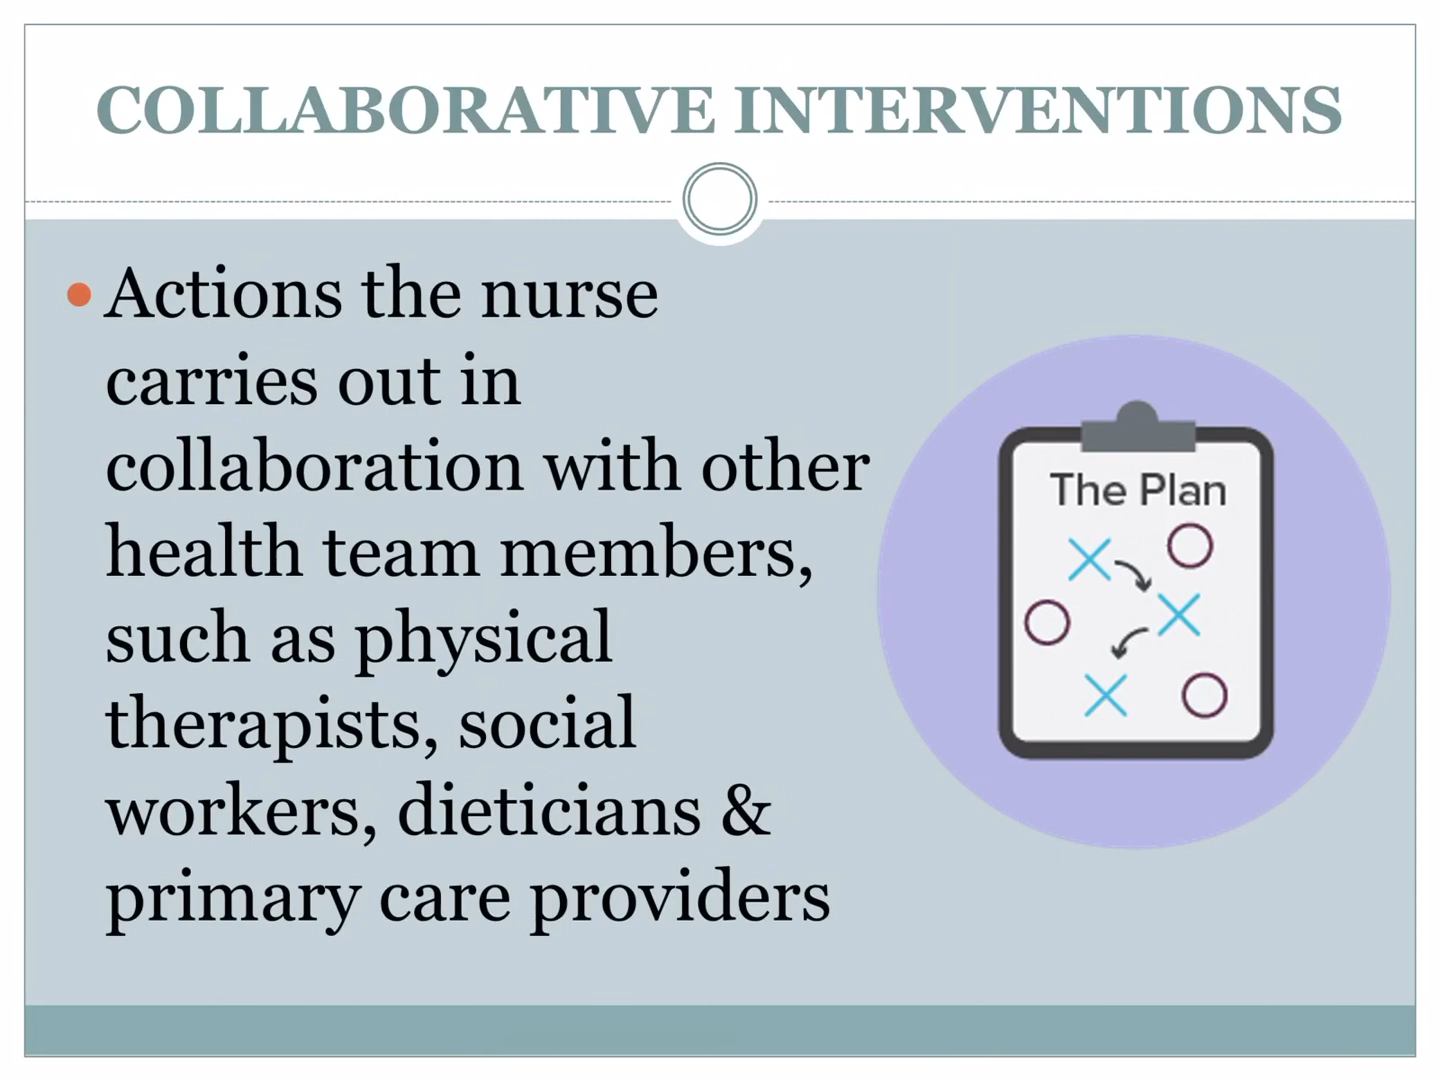 COLLABORATIVE INTERVENTIONS
• Actions the nurse
carries out in
collaboration with other
health team members,
such as physical
therapists, social
workers, dieticians &
primary care providers
The Plan